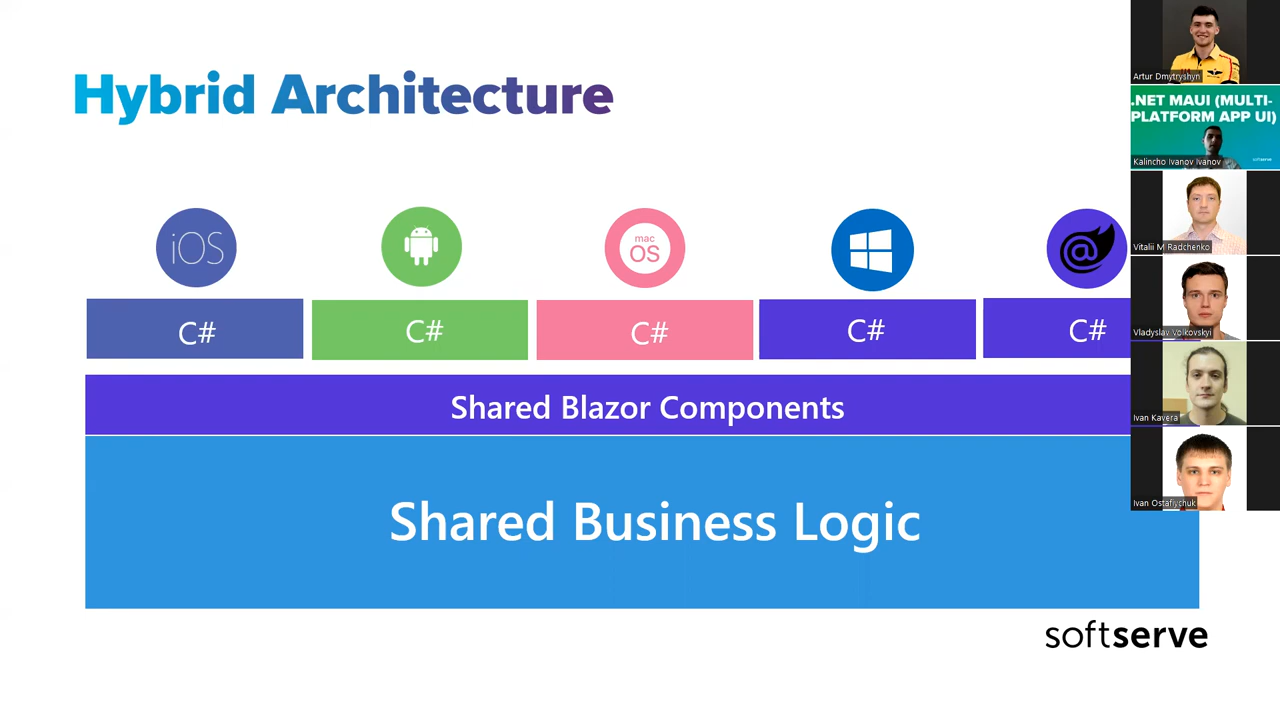 Hybrid Architecture
iOS
mac
OS
C#
C#
C#
C#
C#
Shared Blazor Components
Shared Business Logic
softserve
Artur Dmytryshyn
.NET MAUI (MULTI-
PLATFORM APP UI)
softserve
Kalincho Ivanov Ivanov
Vitalii M Radchenko
Vladyslav Volkovskyi
Ivan Kavera
Ivan Ostafiychuk